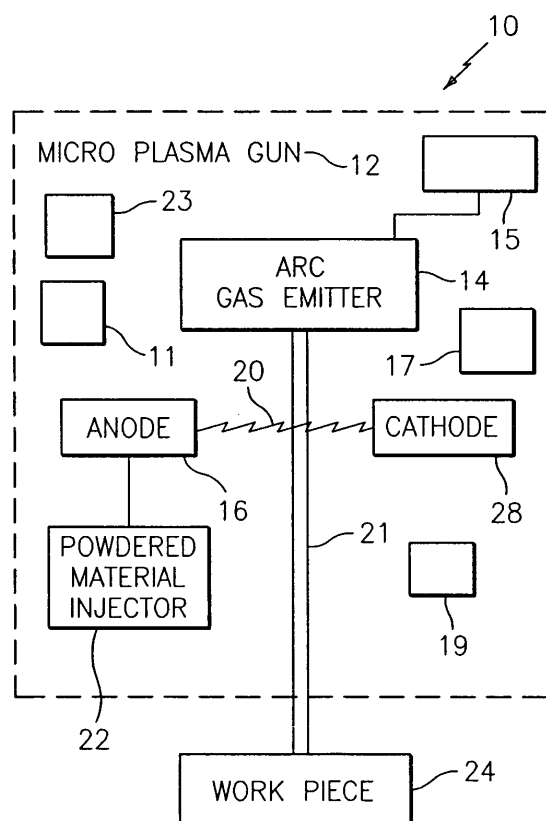 10
MICRO PLASMA GUN 12
23
15
ARC
GAS EMITTER
14
11
17
20
ANODE
CATHODE
16
28
21
POWDERED
MATERIAL
INJECTOR
19
22
WORK PIECE
24